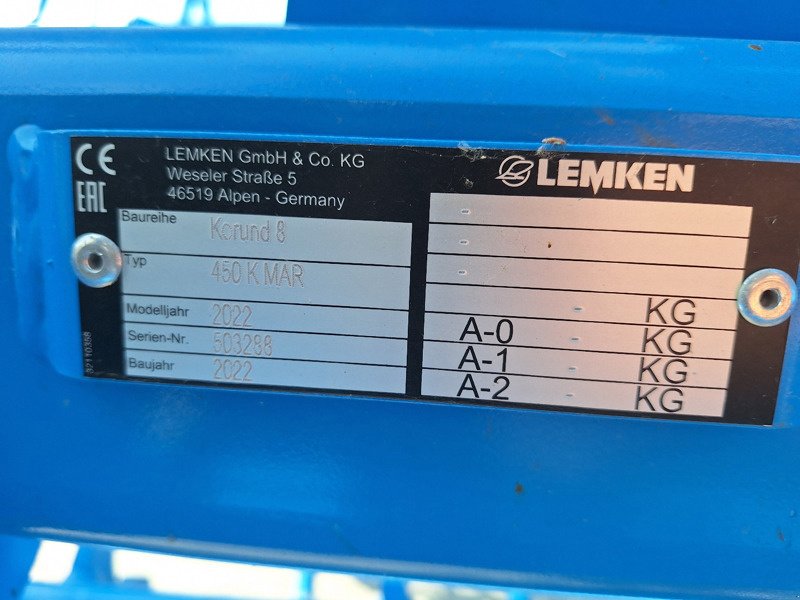 CE
EAC
LEMKEN GmbH & Co. KG
Weseler Straße 5
46519 Alpen - Germany
LEMKEN
Baureihe Korund 8
Typ 450 K MAR
Modelljahr 2022
Serien-Nr. 503288
Baujahr 2022
-
-
-
- KG
A-0 - KG
A-1 - KG
A-2 - KG